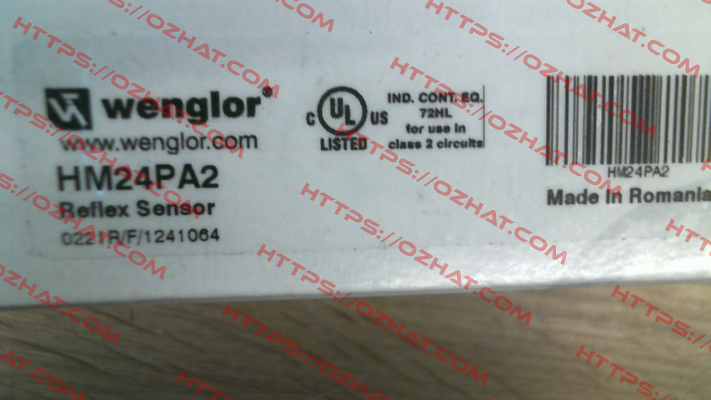 wenglor®
www.wenglor.com
HM24PA2
Reflex Sensor
0221R/F/1241064
C UL US
LISTED
IND. CONT. EQ.
72HL
for use in
class 2 circuits
HM24PA2
Made in Romania
HTTPS://OZHAT.COM